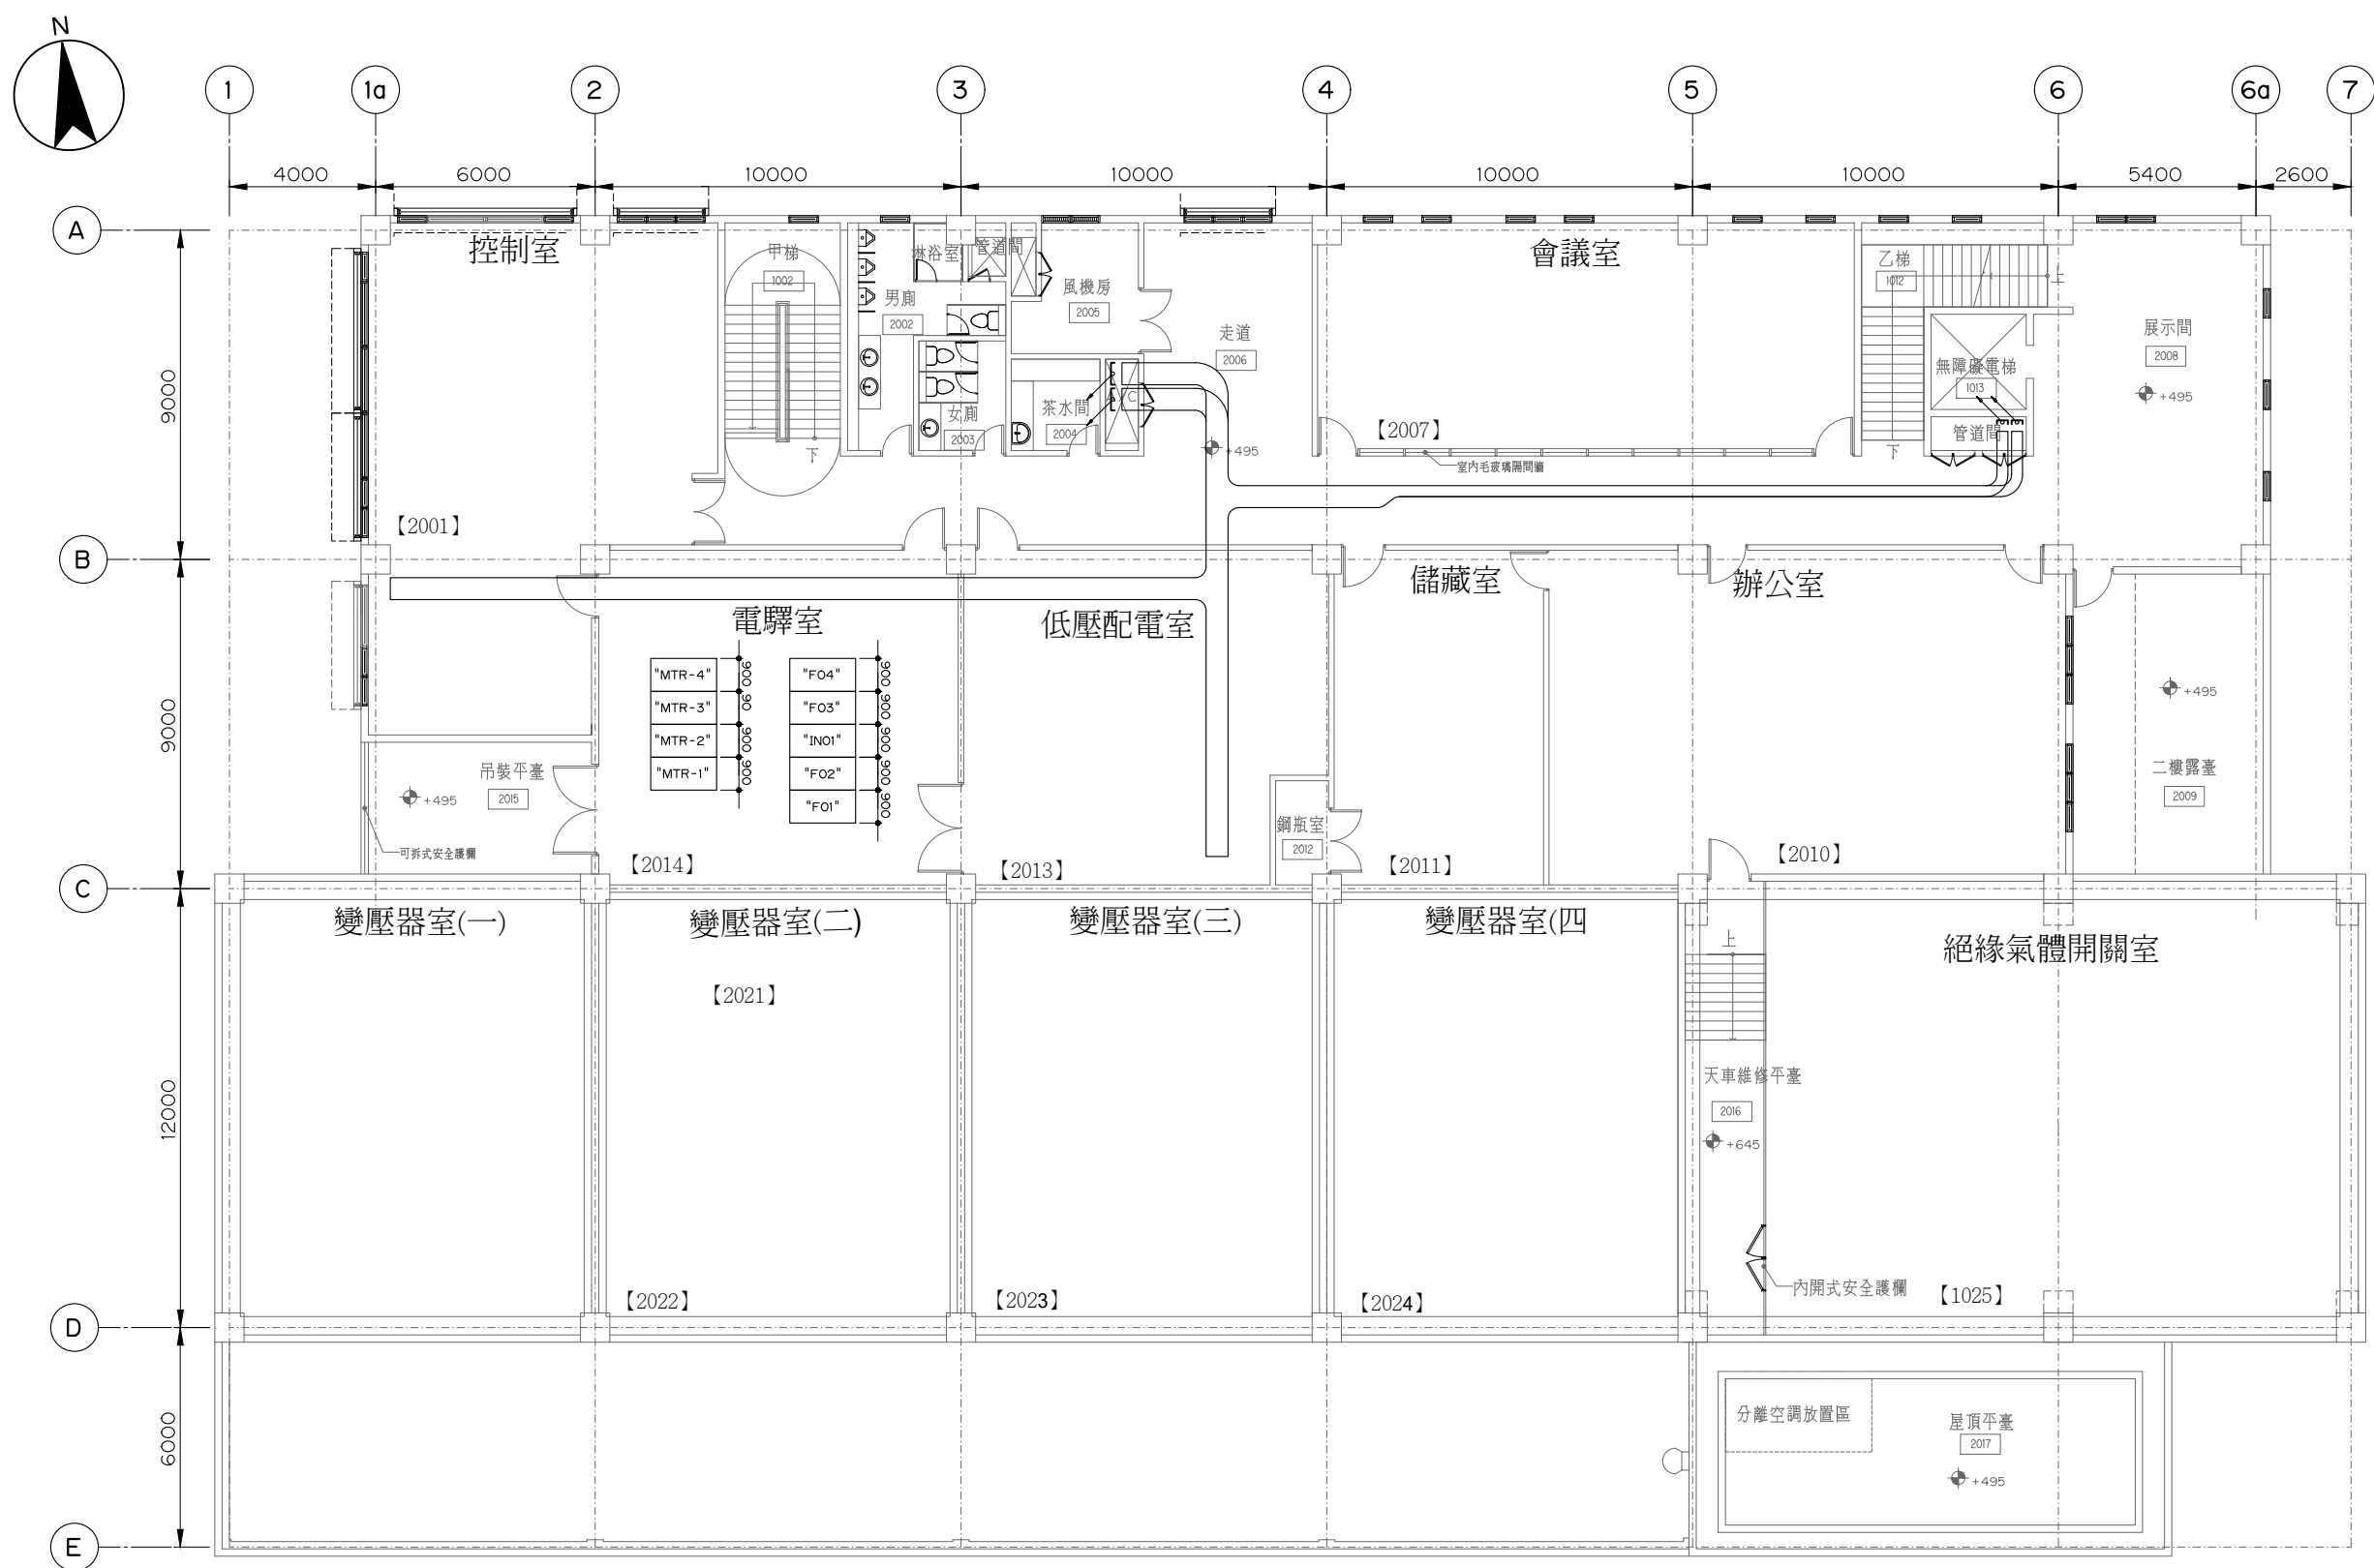 N
1
1a
2
3
4
5
6
6a
7
4000
6000
10000
10000
10000
10000
5400
2600
A
控制室
甲梯
1002
淋浴室
管道間
男廁
2002
風機房
2005
走道
2006
會議室
乙梯
1012
上
展示間
2008
+495
無障礙電梯
1013
管道間
女廁
2003
茶水間
2004
C
+495
【2007】
室內毛玻璃隔間牆
下
下
9000
【2001】
B
電驛室
低壓配電室
儲藏室
辦公室
"MTR-4"
"MTR-3"
"MTR-2"
"MTR-1"
900
90
900
900
"F04"
"F03"
"IN01"
"F02"
"F01"
900
900
900
900
900
+495
二樓露臺
2009
9000
吊裝平臺
2015
+495
可拆式安全護欄
鋼瓶室
2012
【2014】
【2013】
【2011】
【2010】
C
變壓器室(一)
變壓器室(二)
變壓器室(三)
變壓器室(四
絕緣氣體開關室
上
【2021】
12000
天車維修平臺
2016
+645
內開式安全護欄
【2022】
【2023】
【2024】
【1025】
D
6000
分離空調放置區
屋頂平臺
2017
+495
E